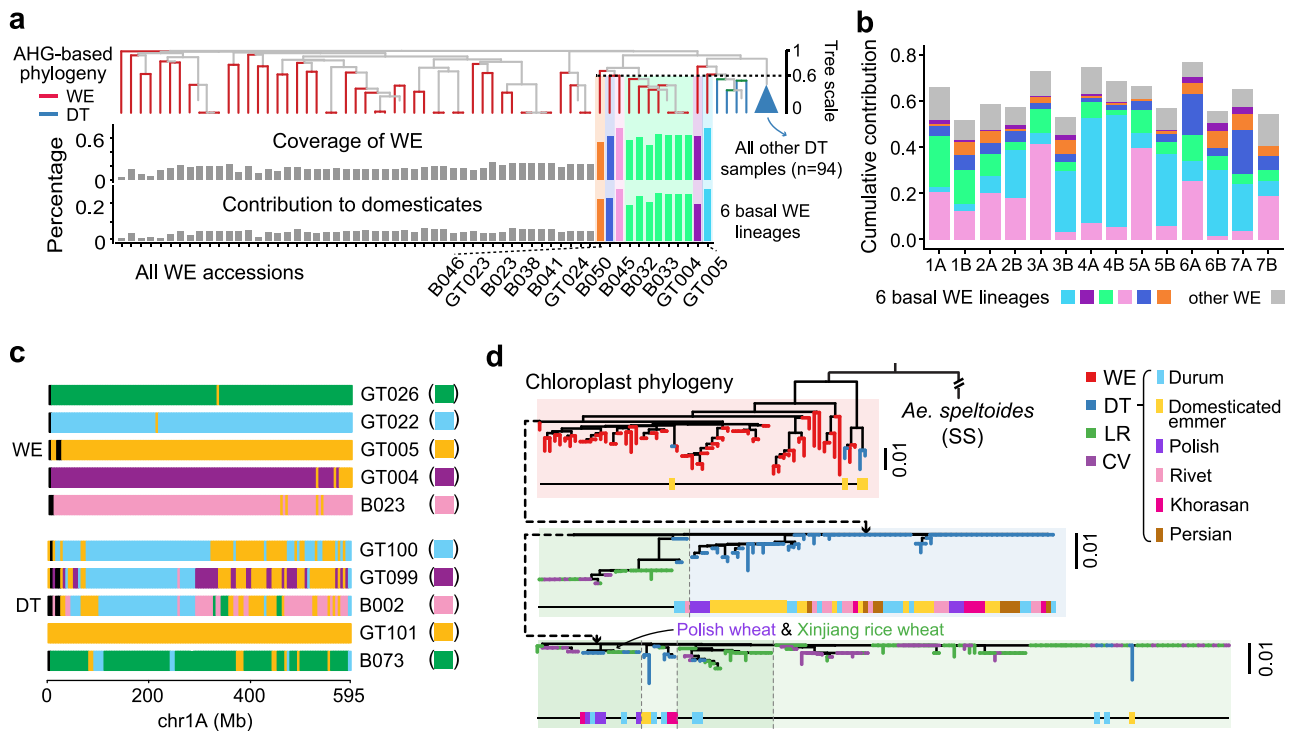 a
AHG-based
phylogeny
WE
DT
1
0.6
0
Tree scale
Percentage
0.6
0
Coverage of WE
0.2
0
Contribution to domesticates
All WE accessions
All other DT
samples (n=94)
6 basal WE
lineages
B046
GT023
B023
B038
B041
GT024
B050
B045
B032
B033
GT004
GT005
b
Cumulative contribution
0.8
0.6
0.4
0.2
0.0
1A 1B 2A 2B 3A 3B 4A 4B 5A 5B 6A 6B 7A 7B
6 basal WE lineages other WE
c
WE
GT026 ( )
GT022 ( )
GT005 ( )
GT004 ( )
B023 ( )
DT
GT100 ( )
GT099 ( )
B002 ( )
GT101 ( )
B073 ( )
0 200 400 595
chr1A (Mb)
d
Chloroplast phylogeny
Ae. speltoides
(SS)
0.01
WE
DT
LR
CV
Durum
Domesticated
emmer
Polish
Rivet
Khorasan
Persian
0.01
Polish wheat & Xinjiang rice wheat
0.01